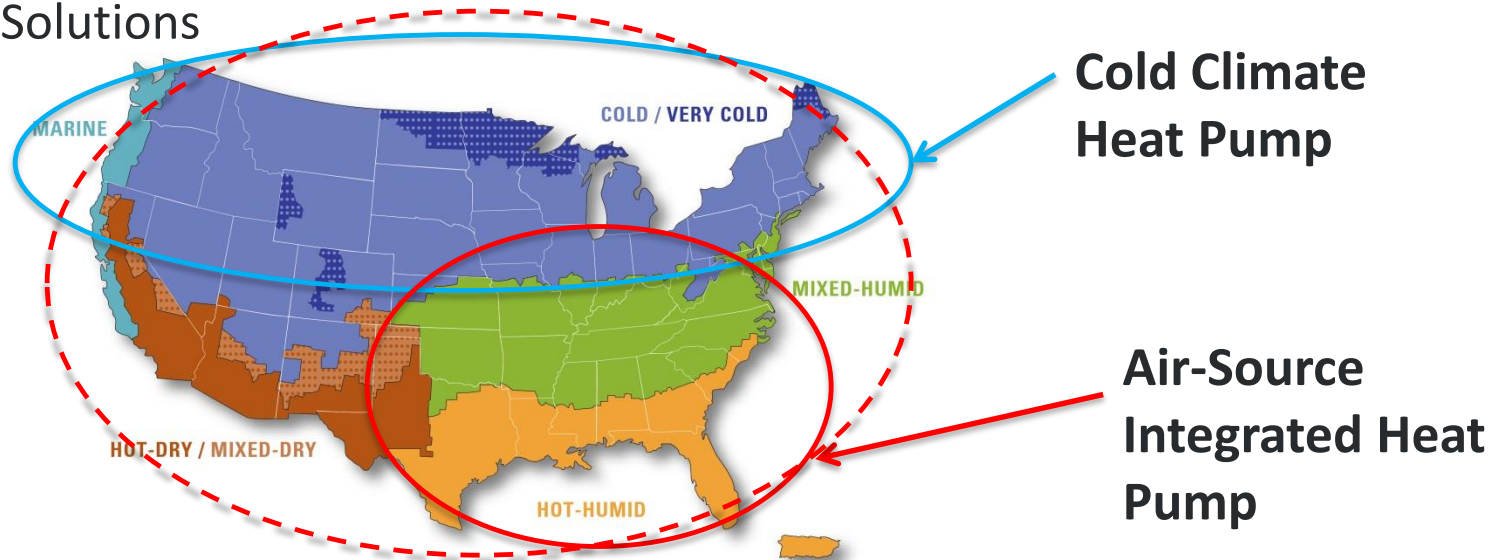 Solutions
Cold Climate
Heat Pump
COLD / VERY COLD
MARINE
MIXED-HUMID
Air-Source
Integrated Heat
Pump
HOT-DRY / MIXED-DRY
HOT-HUMID